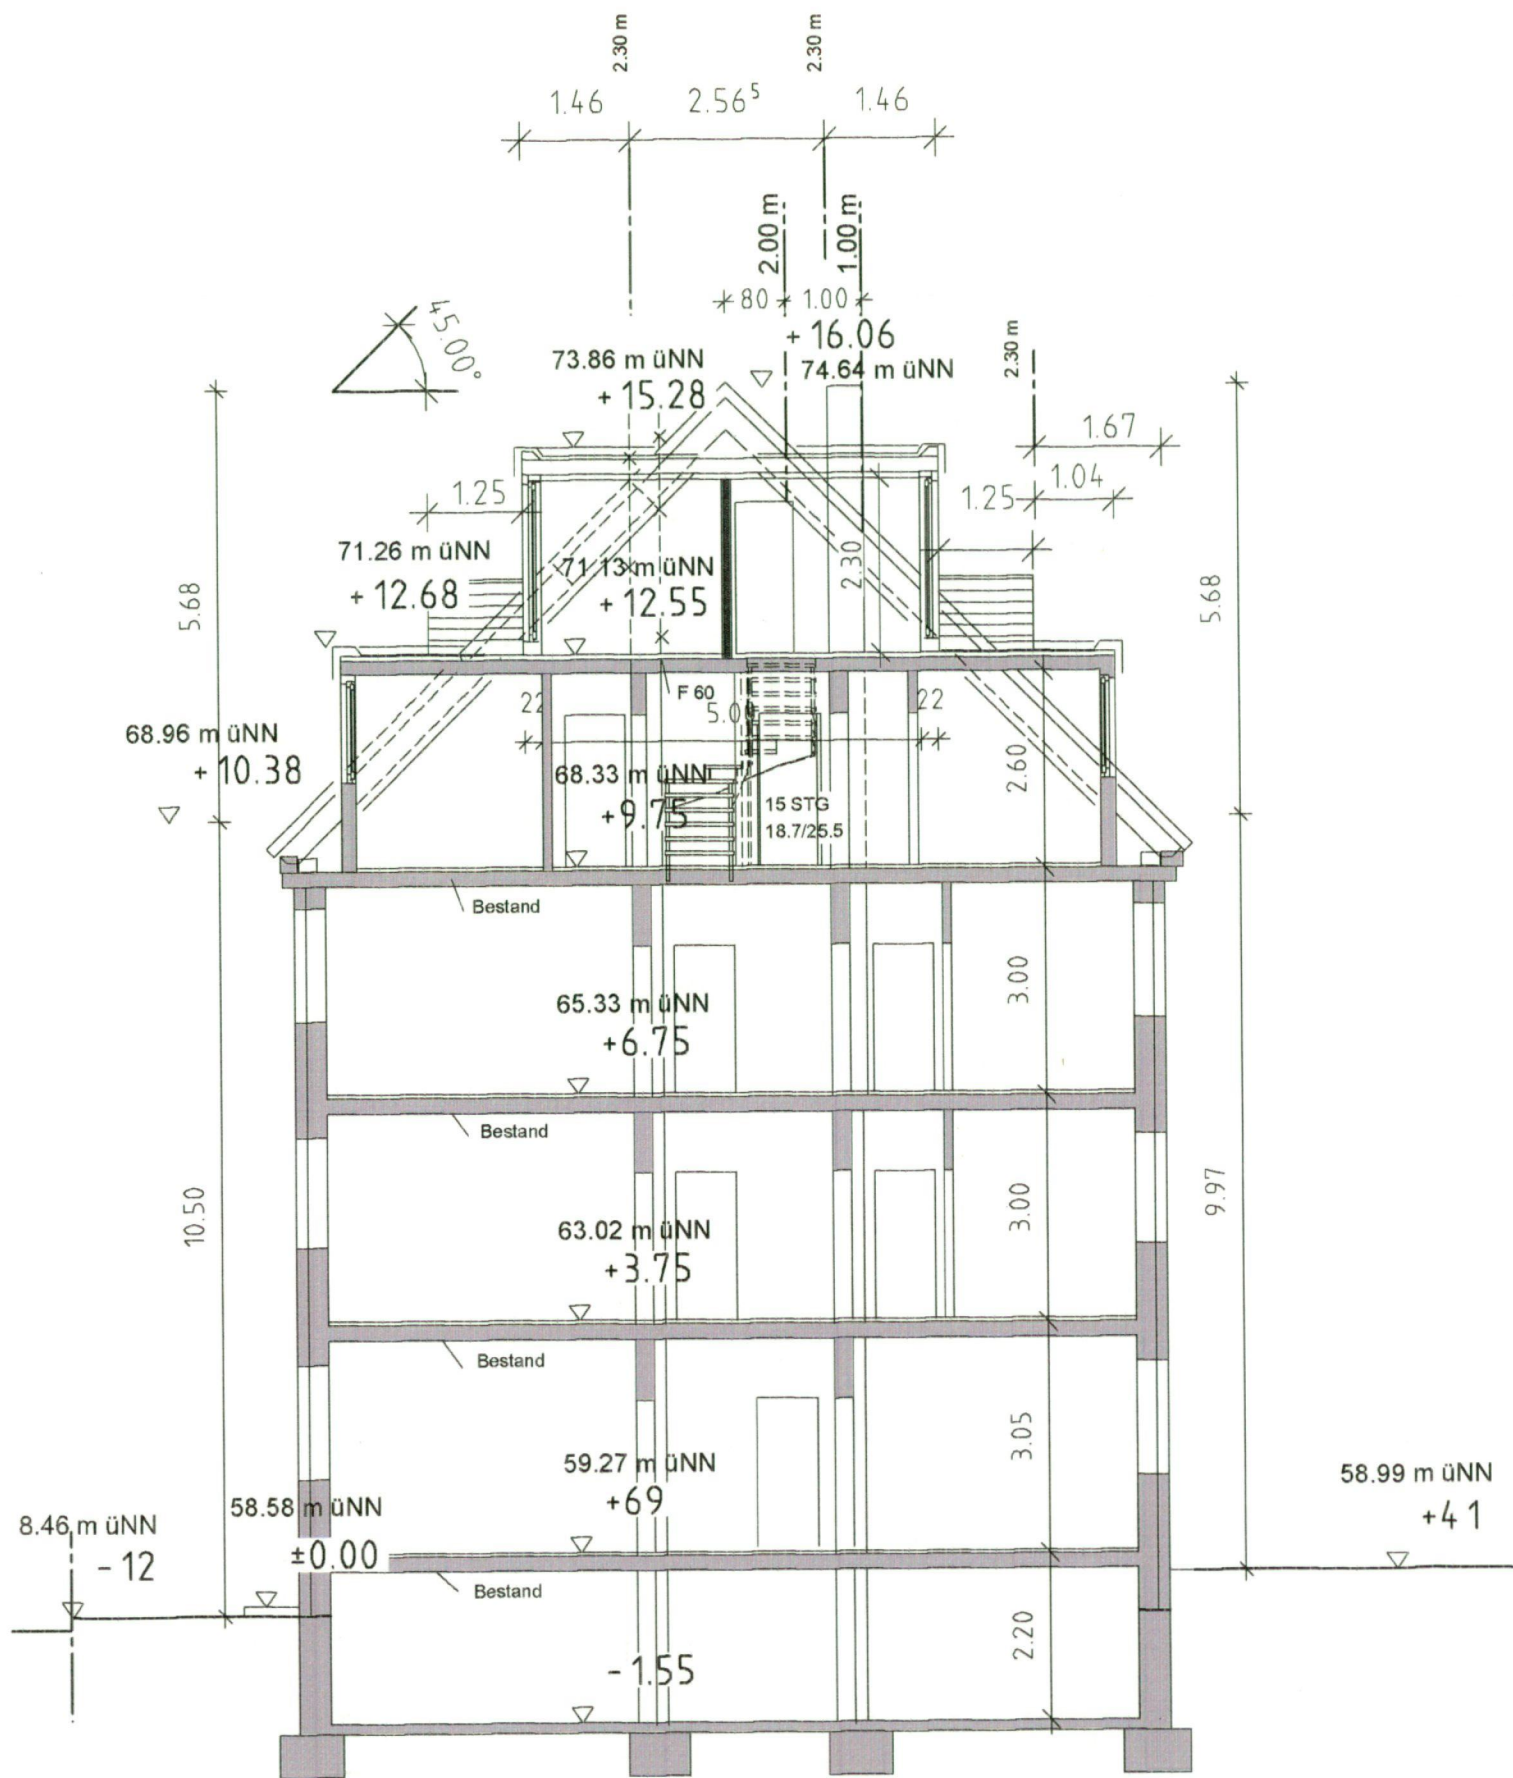 2.30 m
2.30 m
1.46
2.56⁵
1.46
2.00 m
1.00 m
80
1.00
45.00°
+ 16.06
73.86 m üNN
74.64 m üNN
+ 15.28
2.30 m
1.67
1.25
1.25
1.04
71.26 m üNN
+ 12.68
71.13 m üNN
+ 12.55
2.30
5.68
5.68
F 60
22
5.0
22
68.96 m üNN
+ 10.38
68.33 m üNN
+9.75
15 STG
18.7/25.5
2.60
Bestand
65.33 m üNN
+6.75
3.00
Bestand
10.50
63.02 m üNN
+3.75
3.00
9.97
Bestand
59.27 m üNN
+69
3.05
58.99 m üNN
+41
8.46 m üNN
- 12
58.58 m üNN
±0.00
Bestand
- 1.55
2.20